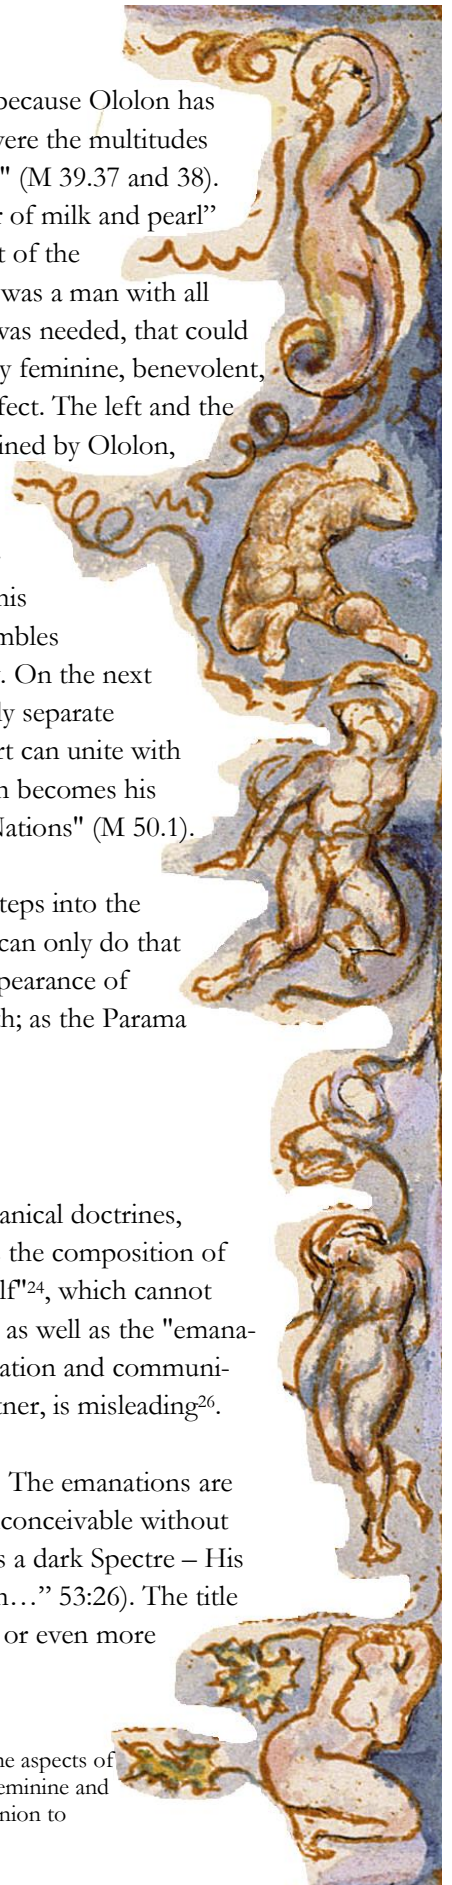 because Ololon has
were the multitudes
" (M 39.37 and 38).
r of milk and pearl”
t of the
was a man with all
was needed, that could
y feminine, benevolent,
fect. The left and the
ined by Ololon,
his
mbles
. On the next
ly separate
rt can unite with
n becomes his
Nations" (M 50.1).
teps into the
can only do that
pearance of
h; as the Parama
anical doctrines,
the composition of
lf"24, which cannot
as well as the "emana-
ation and communi-
tner, is misleading26.
The emanations are
conceivable without
s a dark Spectre – His
n…” 53:26). The title
or even more
he aspects of
feminine and
nion to